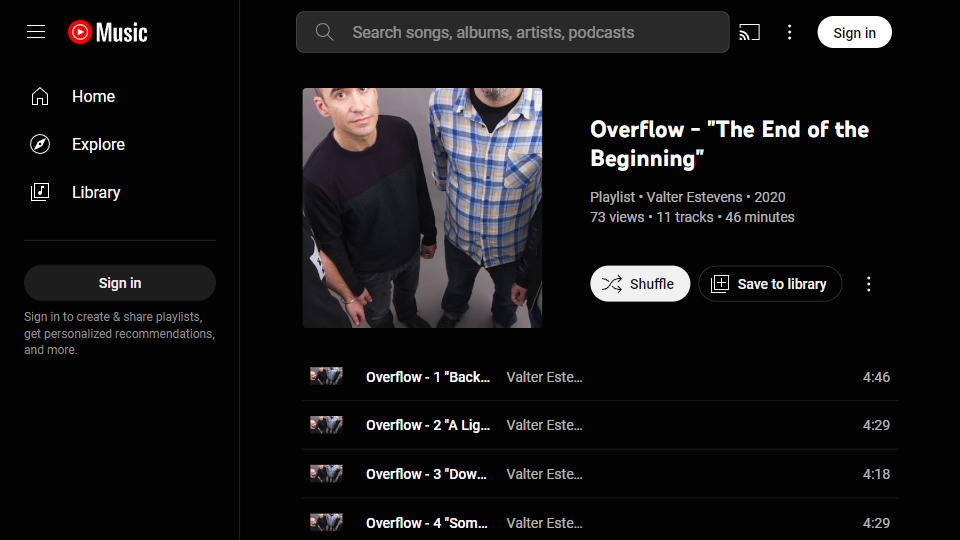 Music
Search songs, albums, artists, podcasts
Sign in
Home
Explore
Library
Sign in
Sign in to create & share playlists,
get personalized recommendations,
and more.
Overflow - "The End of the
Beginning"
Playlist • Valter Estevens • 2020
73 views • 11 tracks • 46 minutes
Shuffle
Save to library
Overflow - 1 "Back... Valter Este... 4:46
Overflow - 2 "A Lig... Valter Este... 4:29
Overflow - 3 "Dow... Valter Este... 4:18
Overflow - 4 "Som... Valter Este... 4:29